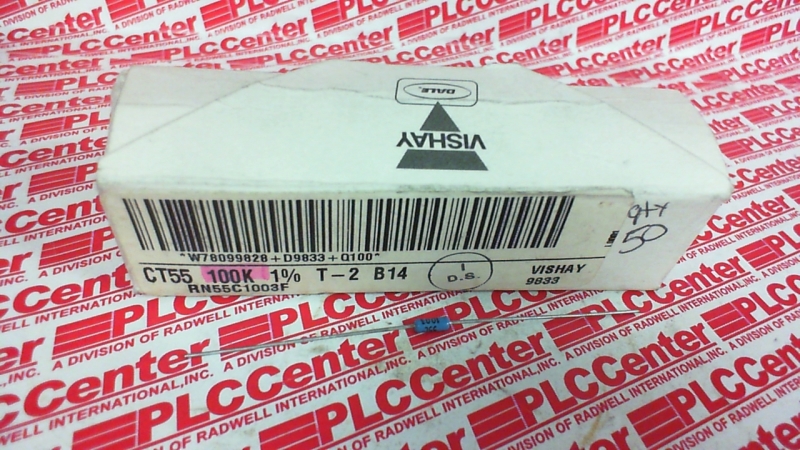 DALE
VISHAY
*W78099828+D9833+Q100*
CT55 100K 1% T-2 B14
RN55C1003F
1
D.S.
VISHAY
9833
qty
50
PLCCenter
A DIVISION OF RADWELL INTERNATIONAL, INC.